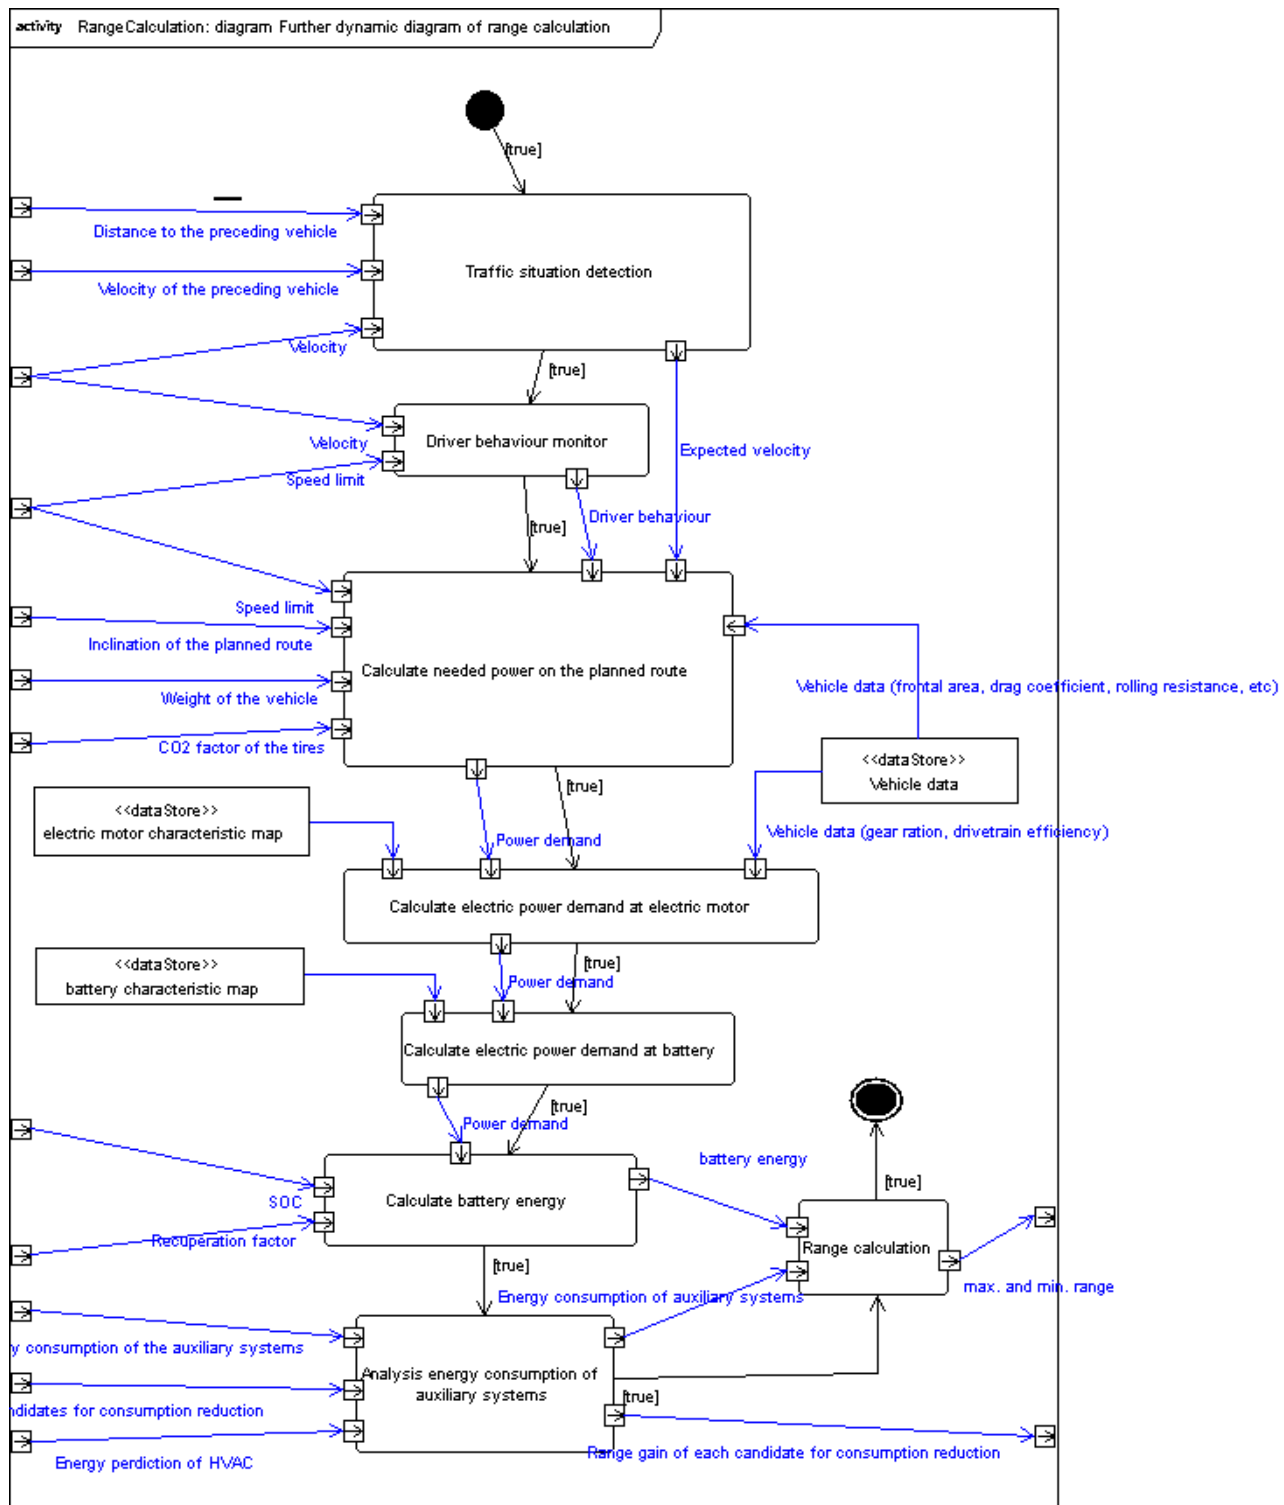 activity RangeCalculation: diagram Further dynamic diagram of range calculation
[true]
Distance to the preceding vehicle
Traffic situation detection
Velocity of the preceding vehicle
Velocity
[true]
Velocity
Driver behaviour monitor
Expected velocity
Speed limit
Driver behaviour
[true]
Speed limit
Inclination of the planned route
Calculate needed power on the planned route
Vehicle data (frontal area, drag coefficient, rolling resistance, etc)
Weight of the vehicle
CO2 factor of the tires
<<dataStore>>
Vehicle data
[true]
<<dataStore>>
electric motor characteristic map
Power demand
Vehicle data (gear ration, drivetrain efficiency)
Calculate electric power demand at electric motor
<<dataStore>>
battery characteristic map
[true]
Power demand
Calculate electric power demand at battery
[true]
Power demand
battery energy
SOC
Calculate battery energy
[true]
Recuperation factor
Range calculation
[true]
Energy consumption of auxiliary systems
max. and min. range
y consumption of the auxiliary systems
Analysis energy consumption of
auxiliary systems
[true]
ndidates for consumption reduction
Range gain of each candidate for consumption reduction
Energy perdiction of HVAC